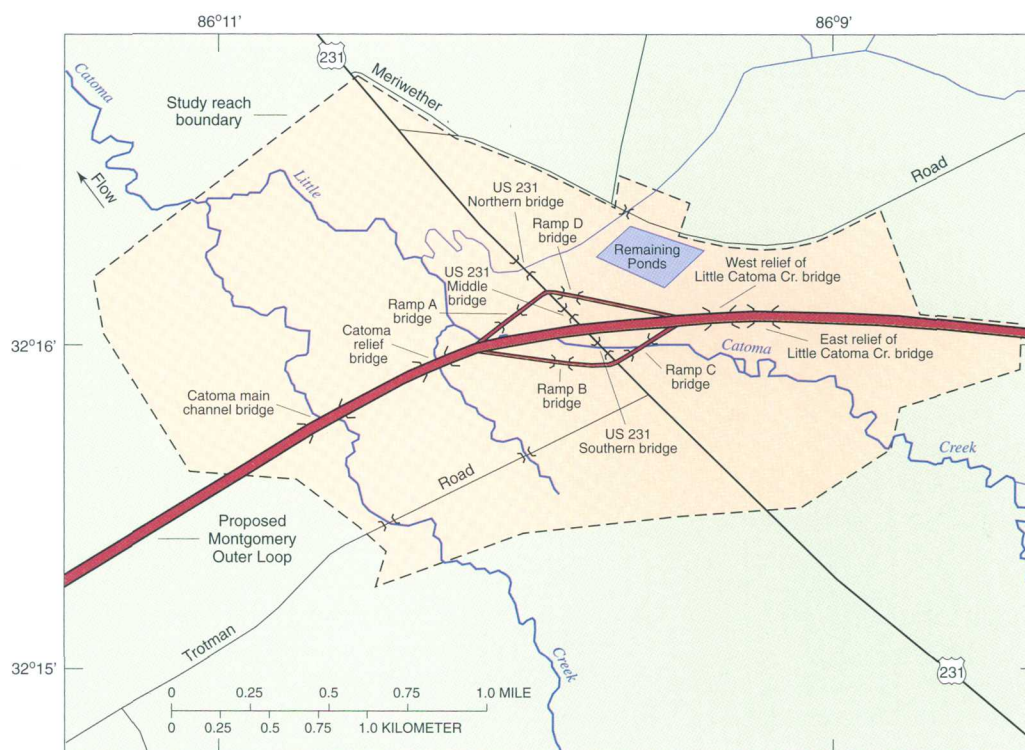 86°11'
86°9'
231
Catoma
Meriwether
Study reach
boundary
Flow
Little
US 231
Northern bridge
Ramp D
bridge
Road
Remaining
Ponds
US 231
Middle
bridge
West relief of
Little Catoma Cr. bridge
Ramp A
bridge
Catoma
relief
bridge
32°16'
East relief of
Little Catoma Cr. bridge
Catoma
Ramp C
bridge
Ramp B
bridge
Catoma main
channel bridge
US 231
Southern bridge
Creek
Road
Proposed
Montgomery
Outer Loop
Trotman
Creek
32°15'
231
0 0.25 0.5 0.75 1.0 MILE
0 0.25 0.5 0.75 1.0 KILOMETER